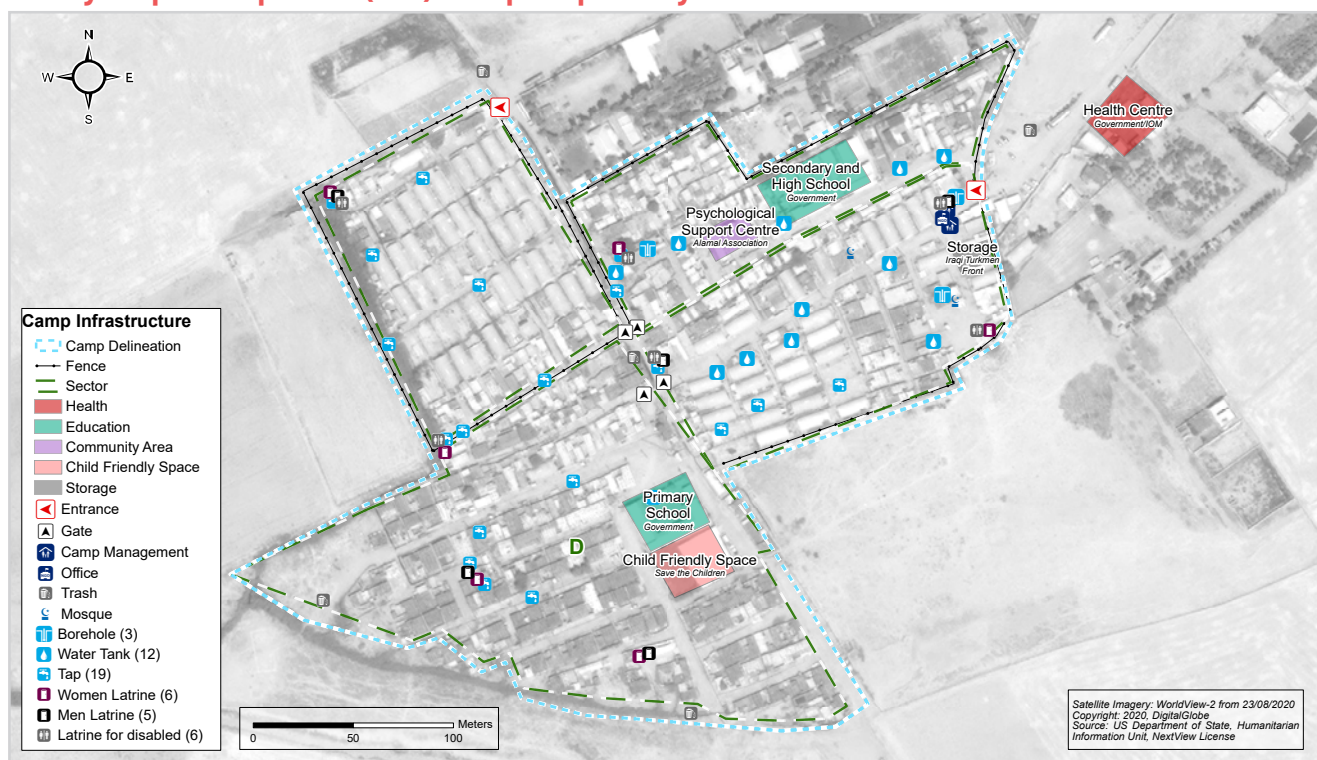 N
W
E
S
Health Centre
Government/IOM
Secondary and
High School
Government
Psychological
Support Centre
Alamal Association
Storage
Iraqi Turkmen
Front
Primary
School
Government
D
Child Friendly Space
Save the Children
Camp Infrastructure
Camp Delineation
Fence
Sector
Health
Education
Community Area
Child Friendly Space
Storage
Entrance
Gate
Camp Management
Office
Trash
Mosque
Borehole (3)
Water Tank (12)
Tap (19)
Women Latrine (6)
Men Latrine (5)
Latrine for disabled (6)
Meters
0 50 100
Satellite Imagery: WorldView-2 from 23/08/2020
Copyright: 2020, DigitalGlobe
Source: US Department of State, Humanitarian
Information Unit, NextView License